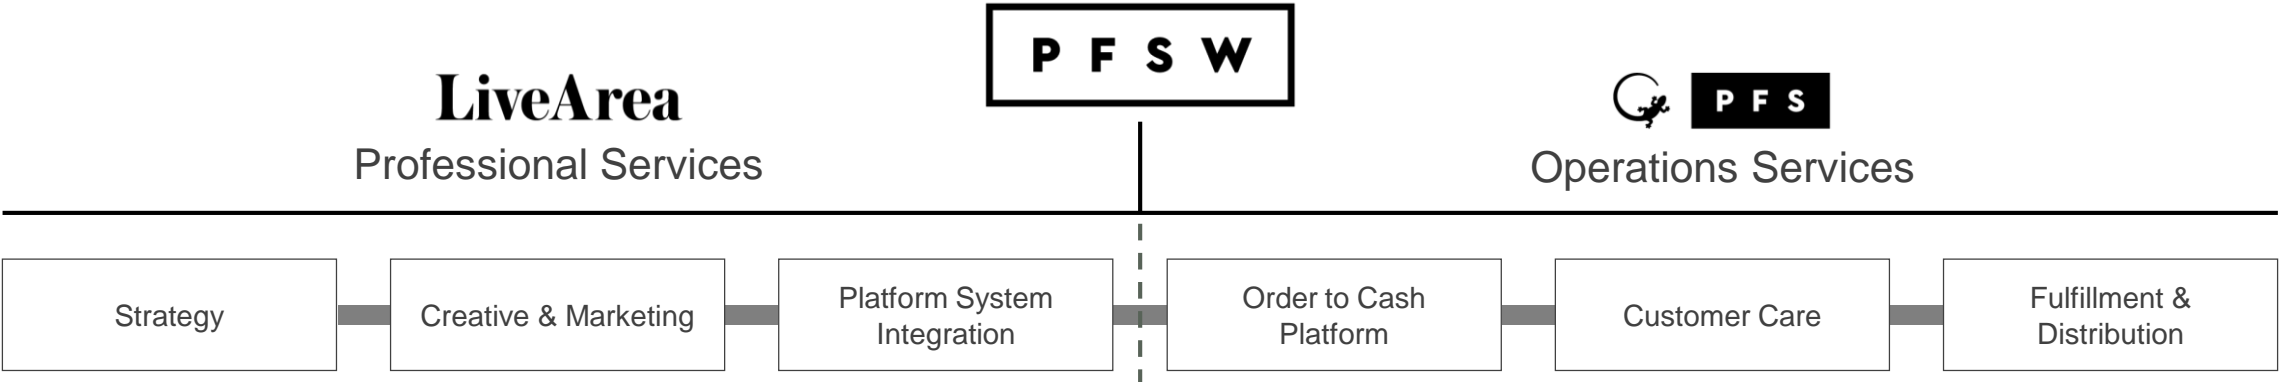 P F S W
LiveArea
Professional Services
P F S
Operations Services
Strategy
Creative & Marketing
Platform System
Integration
Order to Cash
Platform
Customer Care
Fulfillment &
Distribution